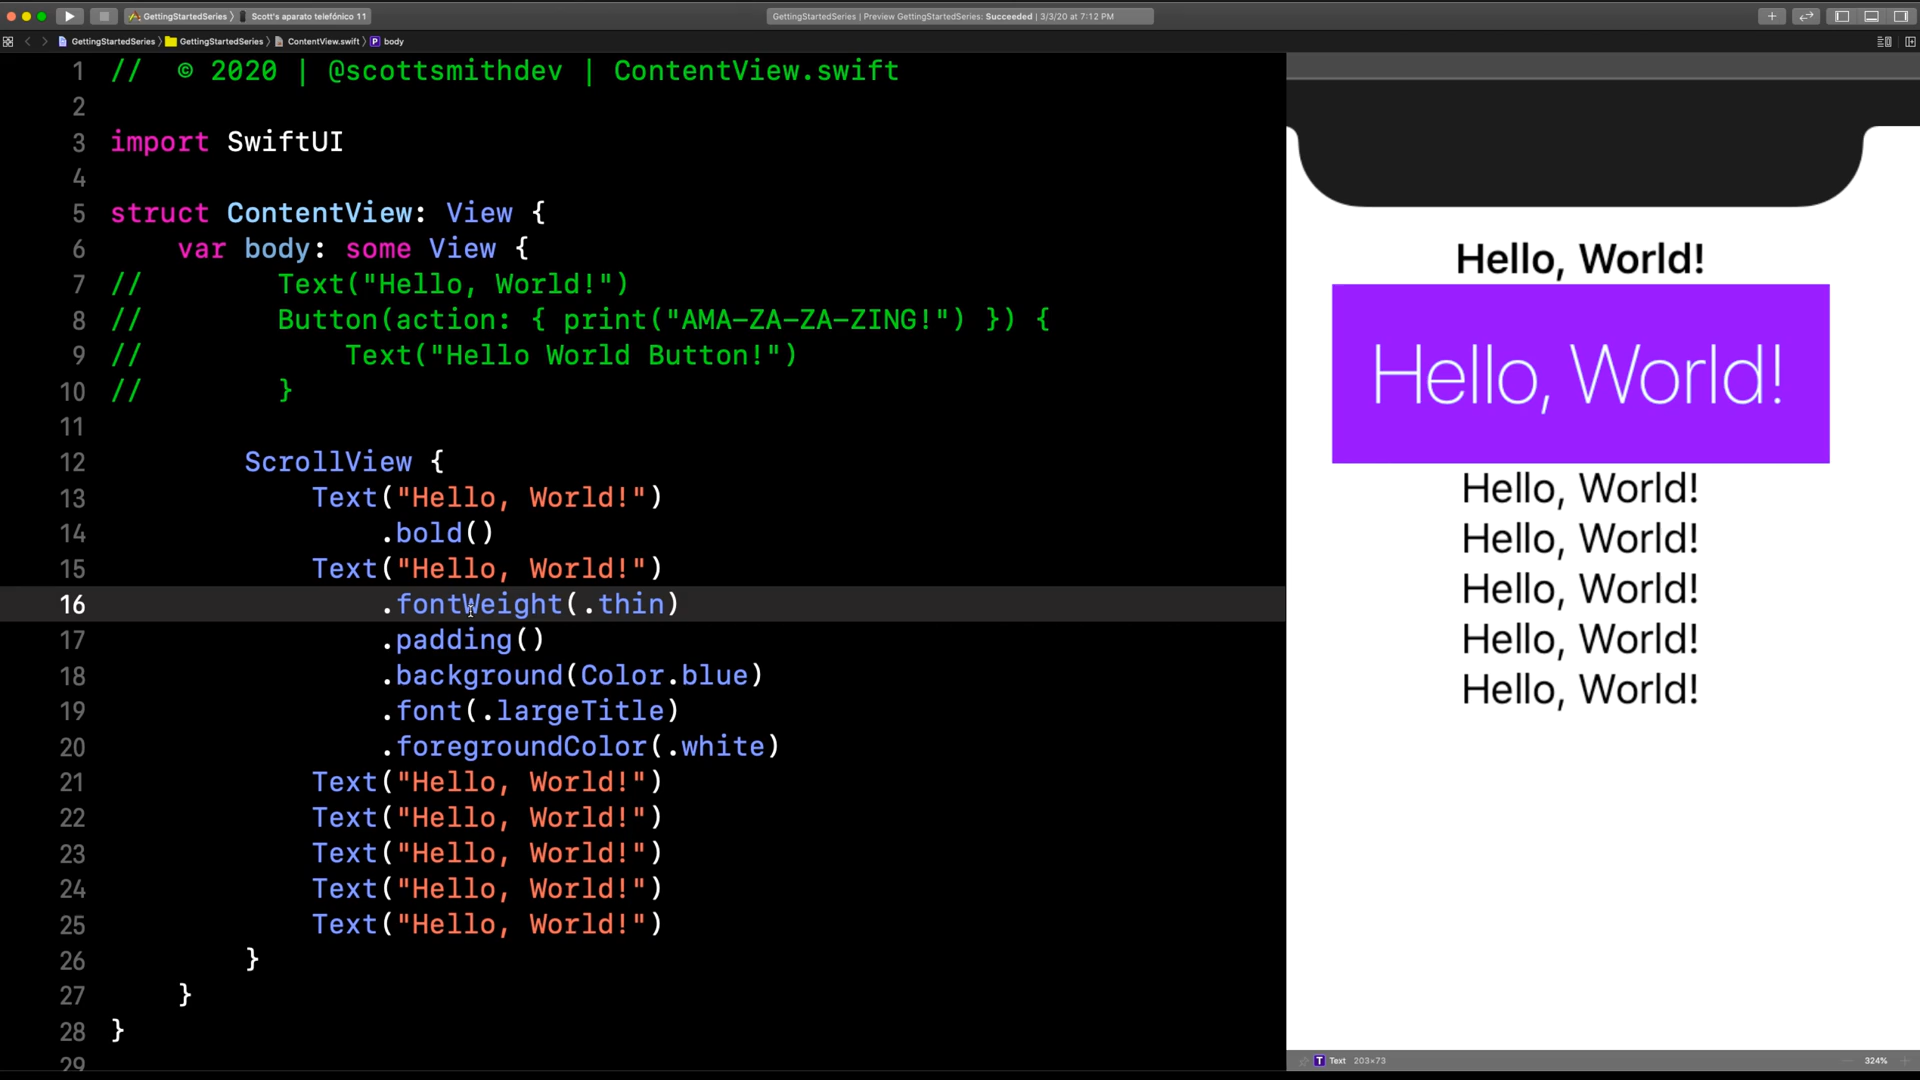 GettingStartedSeries
Scott's aparato telefónico 11
GettingStartedSeries | Preview GettingStartedSeries: Succeeded | 3/3/20 at 7:12 PM
GettingStartedSeries
GettingStartedSeries
ContentView.swift
P body
1 // © 2020 | @scottsmithdev | ContentView.swift
2
3 import SwiftUI
4
5 struct ContentView: View {
6 var body: some View {
7 // Text("Hello, World!")
8 // Button(action: { print("AMA-ZA-ZA-ZING!") }) {
9 // Text("Hello World Button!")
10 // }
11
12 ScrollView {
13 Text("Hello, World!")
14 .bold()
15 Text("Hello, World!")
16 .fontWeight(.thin)
17 .padding()
18 .background(Color.blue)
19 .font(.largeTitle)
20 .foregroundColor(.white)
21 Text("Hello, World!")
22 Text("Hello, World!")
23 Text("Hello, World!")
24 Text("Hello, World!")
25 Text("Hello, World!")
26 }
27 }
28 }
29
Hello, World!
Hello, World!
Hello, World!
Hello, World!
Hello, World!
Hello, World!
Hello, World!
T Text 203×73
324%